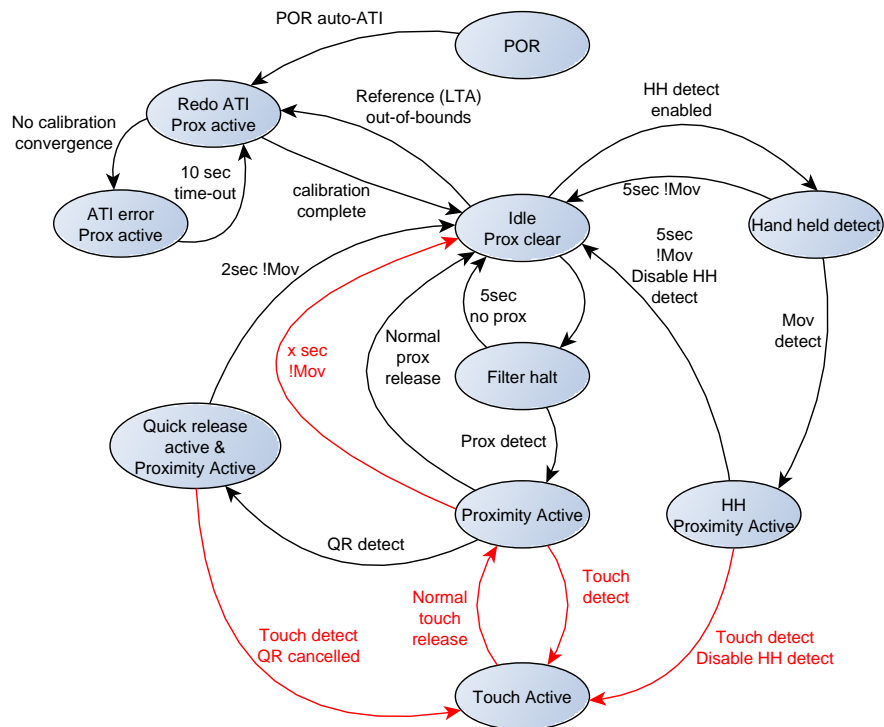 POR auto-ATI
POR
Redo ATI
Prox active
Reference (LTA)
out-of-bounds
HH detect
enabled
No calibration
convergence
10 sec
time-out
calibration
complete
5sec !Mov
ATI error
Prox active
Idle
Prox clear
Hand held detect
2sec !Mov
5sec
!Mov
Disable HH
detect
5sec
no prox
Mov
detect
x sec
!Mov
Normal
prox
release
Filter halt
Quick release
active &
Proximity Active
Prox detect
Proximity Active
HH
Proximity Active
QR detect
Normal
touch
release
Touch
detect
Touch detect
QR cancelled
Touch detect
Disable HH detect
Touch Active